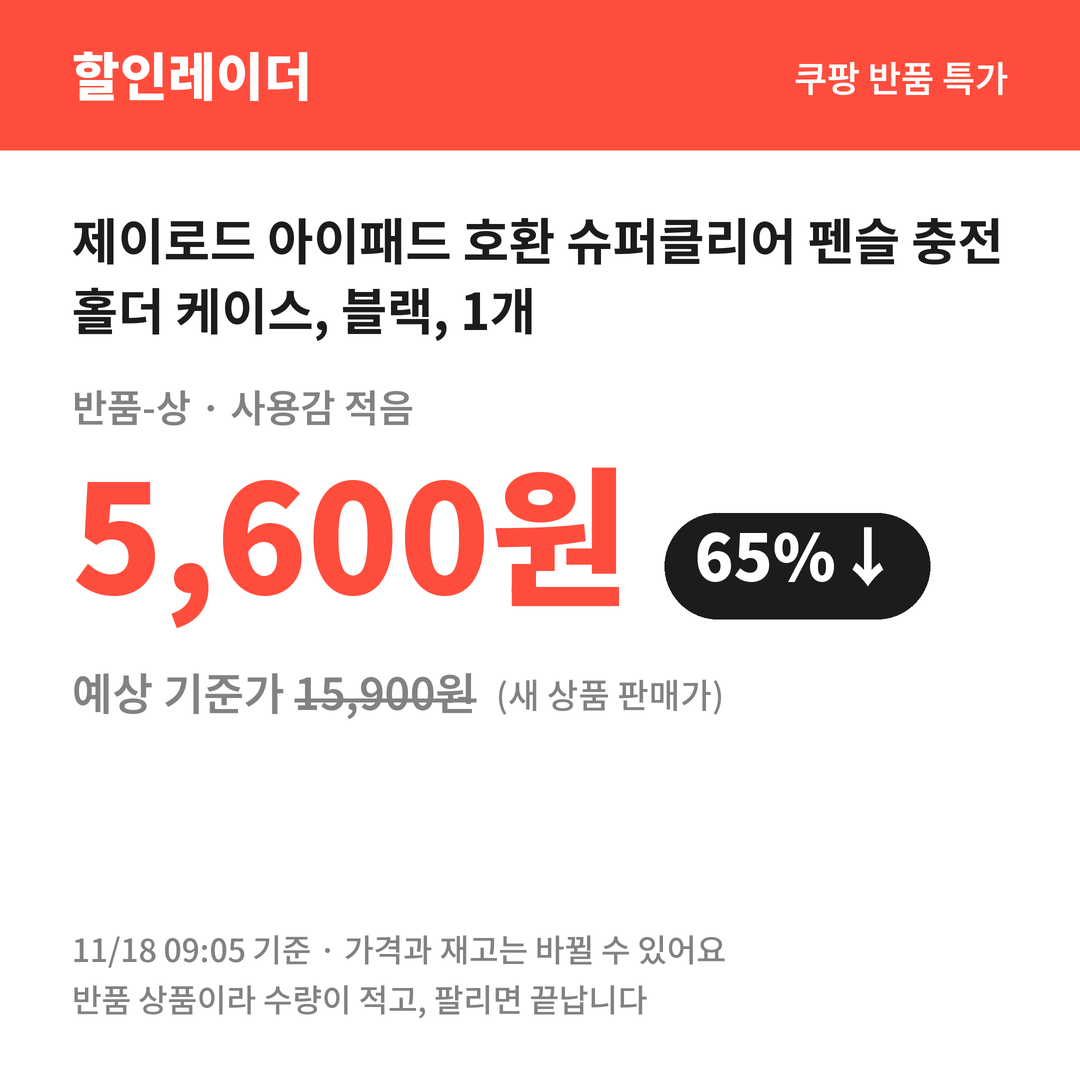 할인레이더
쿠팡 반품 특가
제이로드 아이패드 호환 슈퍼클리어 펜슬 충전
홀더 케이스, 블랙, 1개
반품-상 · 사용감 적음
5,600원
65%↓
예상 기준가 15,900원 (새 상품 판매가)
11/18 09:05 기준 · 가격과 재고는 바뀔 수 있어요
반품 상품이라 수량이 적고, 팔리면 끝납니다